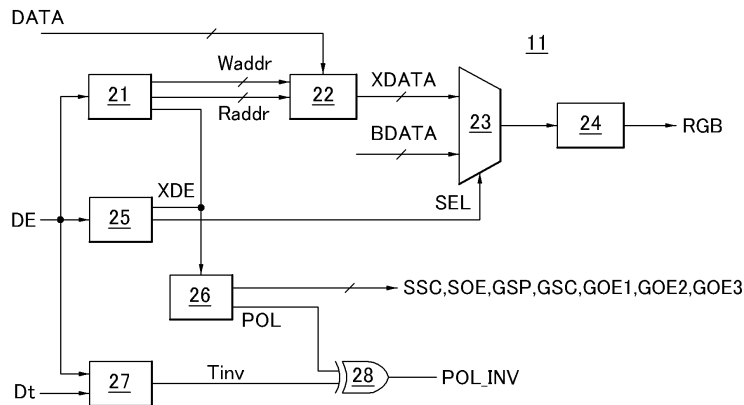 DATA
11
Waddr
21
22
XDATA
Raddr
23
24
RGB
BDATA
XDE
SEL
DE
25
26
SSC,SOE,GSP,GSC,GOE1,GOE2,GOE3
POL
27
Tinv
28
POL_INV
Dt